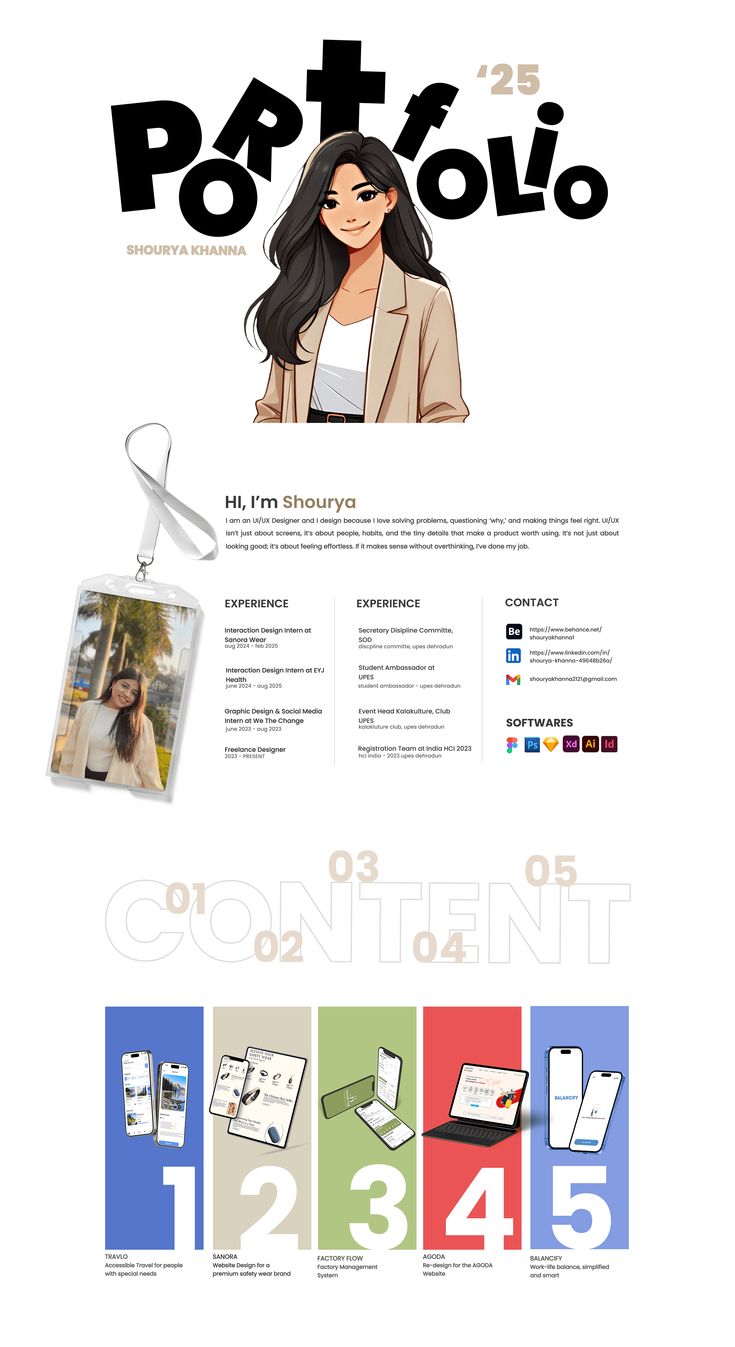 PORtfOLiO
‘25
SHOURYA KHANNA
HI, I’m Shourya
I am an UI/UX Designer and I design because I love solving problems, questioning ‘why,’ and making things feel right. UI/UX
isn’t just about screens, it’s about people, habits, and the tiny details that make a product worth using. It’s not just about
looking good; it’s about feeling effortless. If it makes sense without overthinking, I’ve done my job.
EXPERIENCE
Interaction Design Intern at
Sanora Wear
aug 2024 - feb 2025
Interaction Design Intern at EYJ
Health
june 2024 - aug 2025
Graphic Design & Social Media
Intern at We The Change
june 2023 - aug 2023
Freelance Designer
2023 - PRESENT
EXPERIENCE
Secretary Disipline Committe,
SOD
discpline committe, upes dehradun
Student Ambassador at
UPES
student ambassador - upes dehradun
Event Head Kalakulture, Club
UPES
kalakluture club, upes dehradun
Registration Team at India HCI 2023
hci india - 2023 upes dehradun
CONTACT
Be
https://www.behance.net/
shouryakhanna1
in
https://www.linkedin.com/in/
shourya-khanna-49648b26a/
shouryakhanna2121@gmail.com
SOFTWARES
Ps
Xd
Ai
Id
CONTENT
01
02
03
04
05
1
TRAVLO
Accessible Travel for people
with special needs
2
SANORA
Website Design for a
premium safety wear brand
3
FACTORY FLOW
Factory Management
System
4
AGODA
Re-design for the AGODA
Website
BALANCIFY
5
BALANCIFY
Work-life balance, simplified
and smart